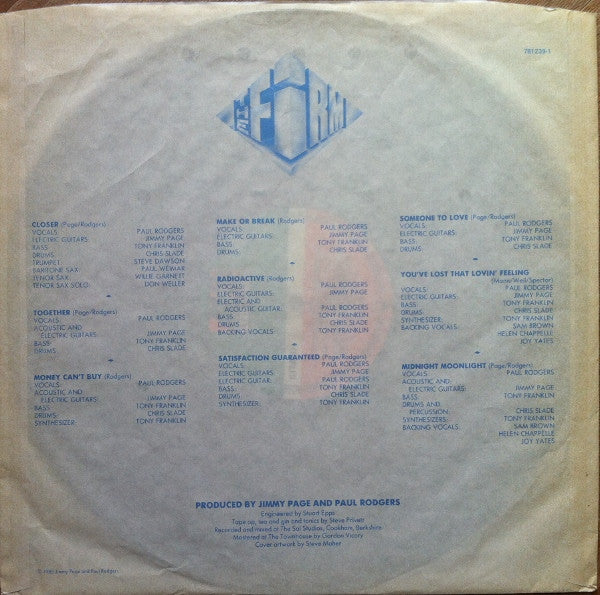 781239-1
THE FIRM
CLOSER (Page/Rodgers)
VOCALS: PAUL RODGERS
ELECTRIC GUITARS: JIMMY PAGE
BASS: TONY FRANKLIN
DRUMS: CHRIS SLADE
TRUMPET: STEVE DAWSON
BARITONE SAX: PAUL WEIMAR
TENOR SAX: WILLIE GARNETT
TENOR SAX SOLO: DON WELLER
TOGETHER (Page/Rodgers)
VOCALS: PAUL RODGERS
ACOUSTIC AND
ELECTRIC GUITARS: JIMMY PAGE
BASS: TONY FRANKLIN
DRUMS: CHRIS SLADE
MONEY CAN'T BUY (Rodgers)
VOCALS: PAUL RODGERS
ACOUSTIC AND
ELECTRIC GUITARS: JIMMY PAGE
BASS: TONY FRANKLIN
DRUMS: CHRIS SLADE
SYNTHESIZER: TONY FRANKLIN
MAKE OR BREAK (Rodgers)
VOCALS: PAUL RODGERS
ELECTRIC GUITARS: JIMMY PAGE
BASS: TONY FRANKLIN
DRUMS: CHRIS SLADE
RADIOACTIVE (Rodgers)
VOCALS: PAUL RODGERS
ELECTRIC GUITARS: JIMMY PAGE
ELECTRIC AND
ACOUSTIC GUITAR: PAUL RODGERS
BASS: TONY FRANKLIN
DRUMS: CHRIS SLADE
BACKING VOCALS: PAUL RODGERS
SATISFACTION GUARANTEED (Page/Rodgers)
VOCALS: PAUL RODGERS
ELECTRIC GUITARS: JIMMY PAGE
ELECTRIC GUITAR: PAUL RODGERS
BASS: TONY FRANKLIN
DRUMS: CHRIS SLADE
SYNTHESIZER: TONY FRANKLIN
SOMEONE TO LOVE (Page/Rodgers)
VOCALS: PAUL RODGERS
ELECTRIC GUITARS: JIMMY PAGE
BASS: TONY FRANKLIN
DRUMS: CHRIS SLADE
YOU'VE LOST THAT LOVIN' FEELING
(Mann/Weil/Spector)
VOCALS: PAUL RODGERS
ELECTRIC GUITARS: JIMMY PAGE
BASS: TONY FRANKLIN
DRUMS: CHRIS SLADE
SYNTHESIZERS: TONY FRANKLIN
BACKING VOCALS: SAM BROWN
HELEN CHAPPELLE
JOY YATES
MIDNIGHT MOONLIGHT (Page/Rodgers)
VOCALS: PAUL RODGERS
ACOUSTIC AND
ELECTRIC GUITARS: JIMMY PAGE
BASS: TONY FRANKLIN
DRUMS AND
PERCUSSION: CHRIS SLADE
SYNTHESIZERS: TONY FRANKLIN
BACKING VOCALS: SAM BROWN
HELEN CHAPPELLE
JOY YATES
PRODUCED BY JIMMY PAGE AND PAUL RODGERS
Engineered by Stuart Epps
Tape op, tea and gin and tonics by Steve Privett
Recorded and mixed at The Sol Studios, Cookham, Berkshire
Mastered at The Townhouse by Gordon Vicary
Cover artwork by Steve Maher
© 1985 Jimmy Page and Paul Rodgers